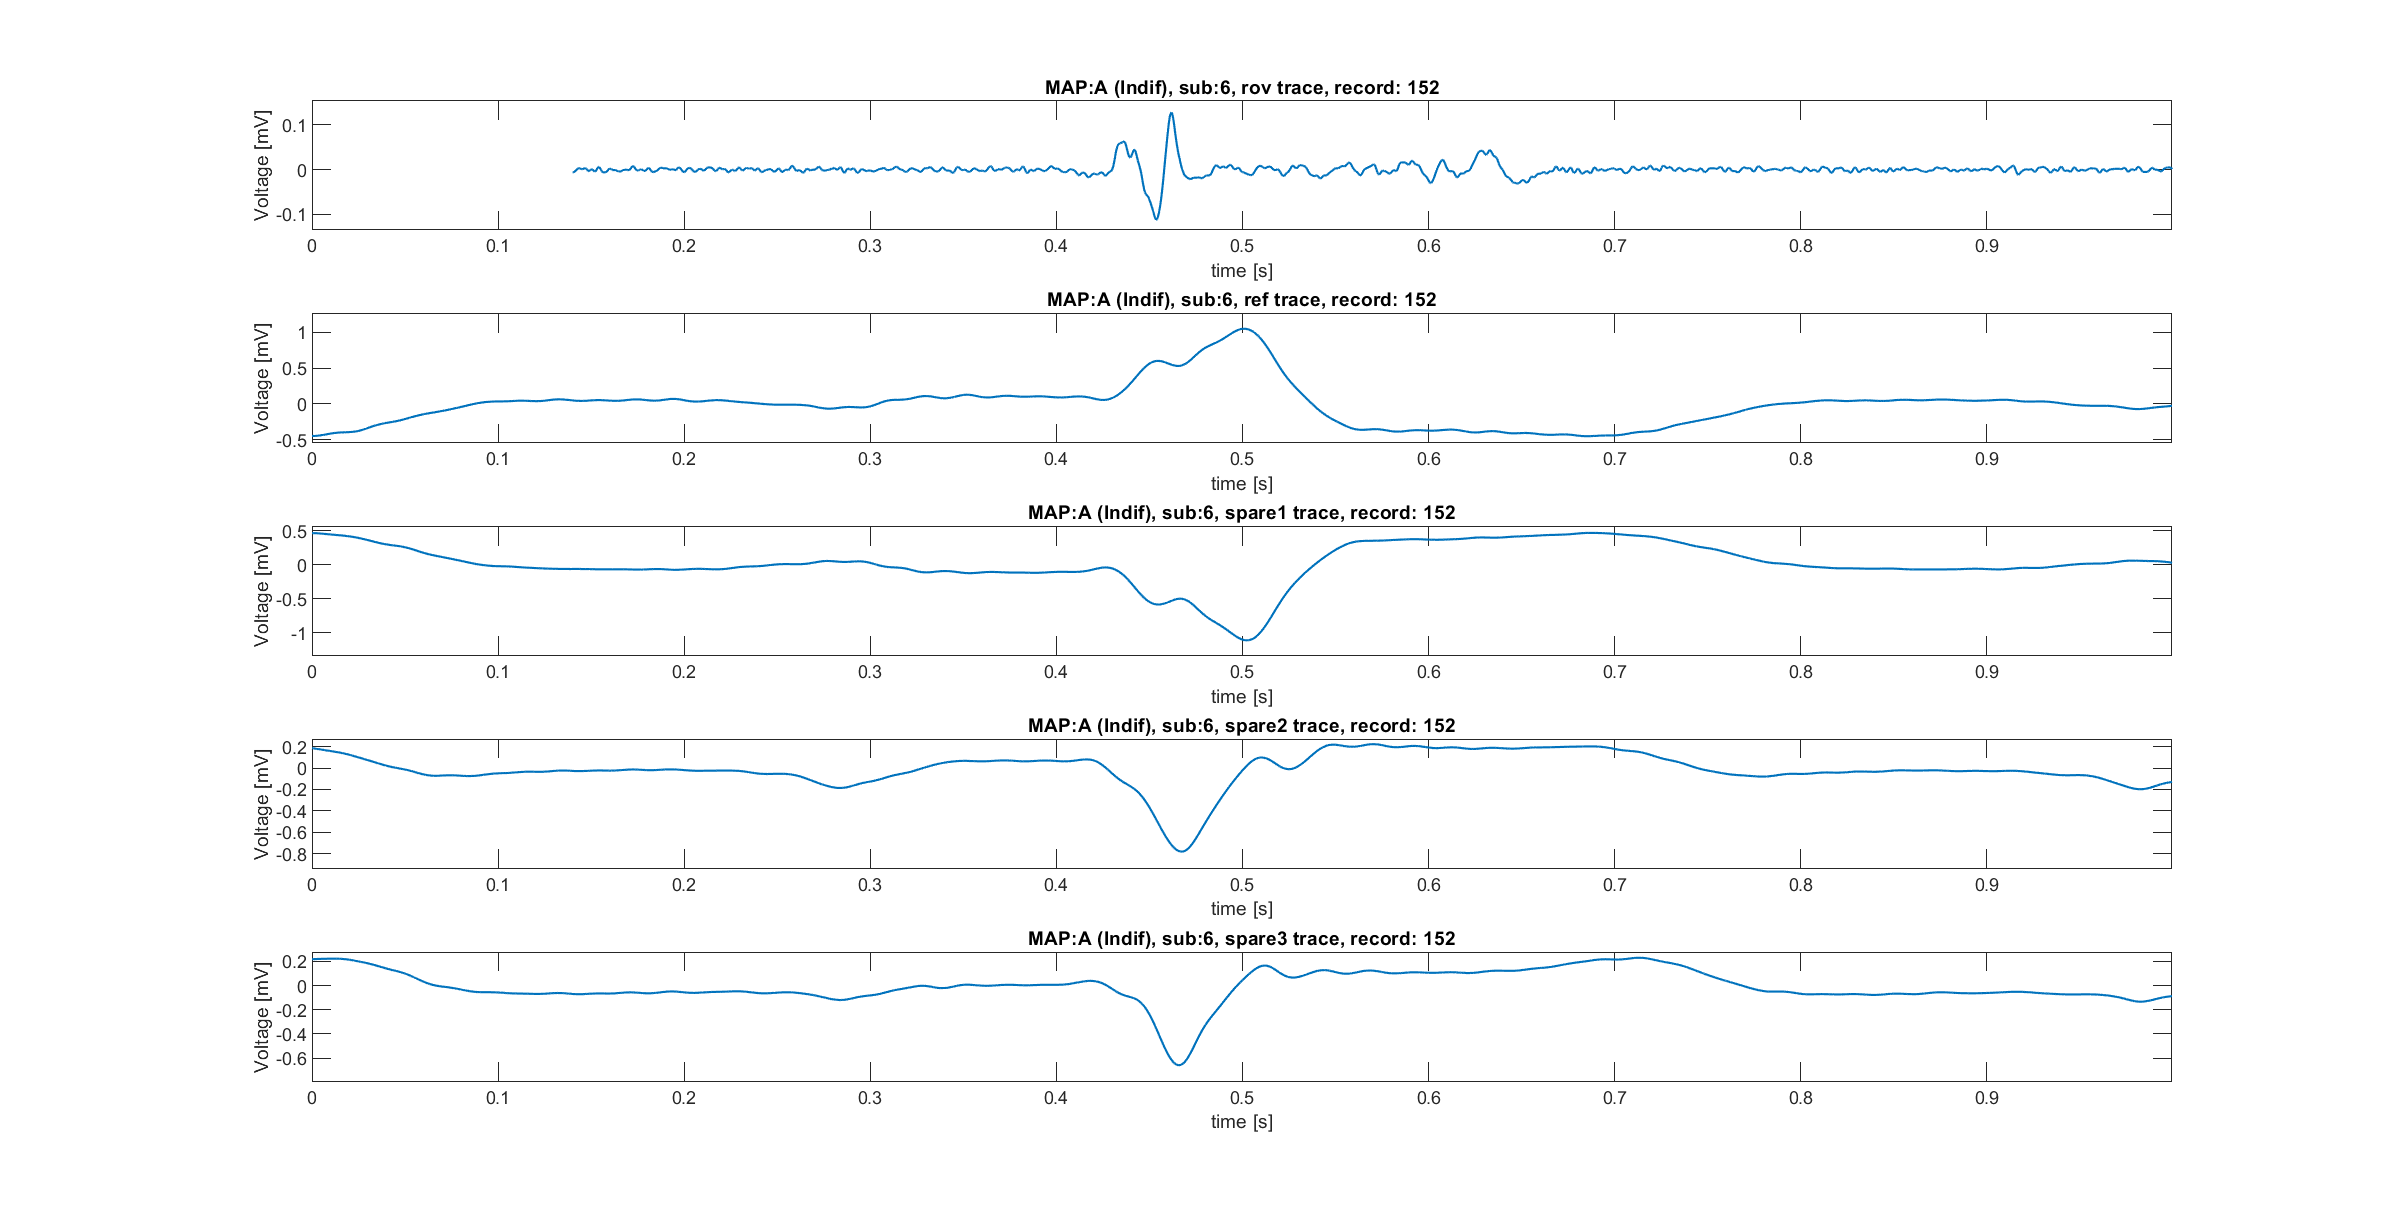 MAP:A (Indif), sub:6, rov trace, record: 152
Voltage [mV]
0.1
0
-0.1
0 0.1 0.2 0.3 0.4 0.5 0.6 0.7 0.8 0.9
time [s]
MAP:A (Indif), sub:6, ref trace, record: 152
Voltage [mV]
1
0.5
0
-0.5
0 0.1 0.2 0.3 0.4 0.5 0.6 0.7 0.8 0.9
time [s]
MAP:A (Indif), sub:6, spare1 trace, record: 152
Voltage [mV]
0.5
0
-0.5
-1
0 0.1 0.2 0.3 0.4 0.5 0.6 0.7 0.8 0.9
time [s]
MAP:A (Indif), sub:6, spare2 trace, record: 152
Voltage [mV]
0.2
0
-0.2
-0.4
-0.6
-0.8
0 0.1 0.2 0.3 0.4 0.5 0.6 0.7 0.8 0.9
time [s]
MAP:A (Indif), sub:6, spare3 trace, record: 152
Voltage [mV]
0.2
0
-0.2
-0.4
-0.6
0 0.1 0.2 0.3 0.4 0.5 0.6 0.7 0.8 0.9
time [s]